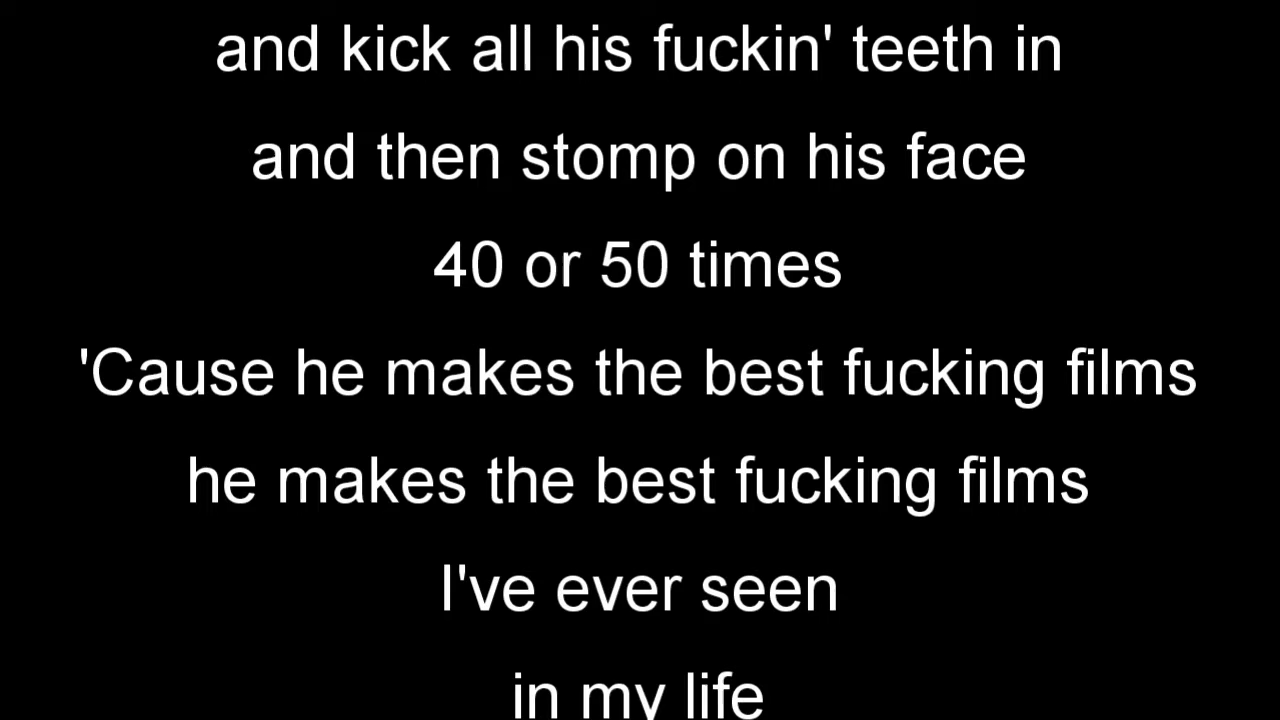 and kick all his fuckin' teeth in
and then stomp on his face
40 or 50 times
'Cause he makes the best fucking films
he makes the best fucking films
I've ever seen
in my life